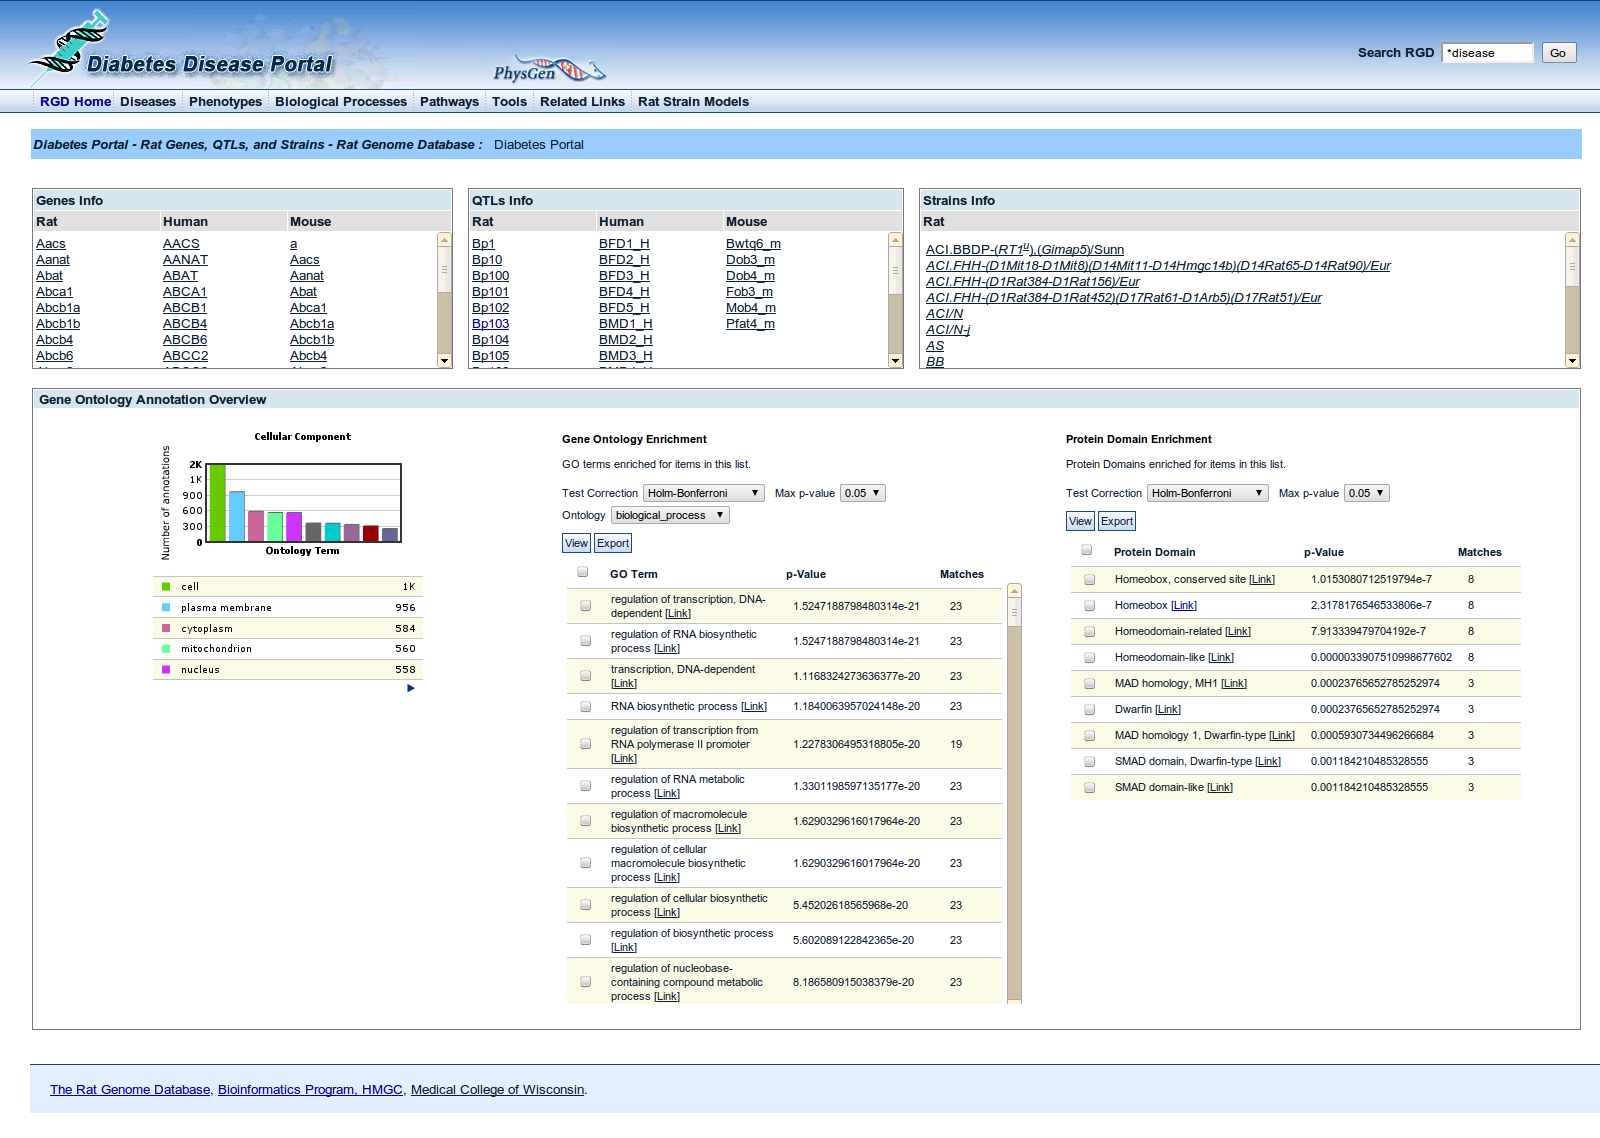 Diabetes Disease Portal
PhysGen
Search RGD *disease Go
RGD Home Diseases Phenotypes Biological Processes Pathways Tools Related Links Rat Strain Models
Diabetes Portal - Rat Genes, QTLs, and Strains - Rat Genome Database : Diabetes Portal
Genes Info
Rat Human Mouse
Aacs AACS a
Aanat AANAT Aacs
Abat ABAT Aanat
Abca1 ABCA1 Abat
Abcb1a ABCB1 Abca1
Abcb1b ABCB4 Abcb1a
Abcb4 ABCB6 Abcb1b
Abcb6 ABCC2 Abcb4
QTLs Info
Rat Human Mouse
Bp1 BFD1_H Bwtq6_m
Bp10 BFD2_H Dob3_m
Bp100 BFD3_H Dob4_m
Bp101 BFD4_H Fob3_m
Bp102 BFD5_H Mob4_m
Bp103 BMD1_H Pfat4_m
Bp104 BMD2_H
Bp105 BMD3_H
Strains Info
Rat
ACI.BBDP-(RT1u),(Gimap5)/Sunn
ACI.FHH-(D1Mit18-D1Mit8)(D14Mit11-D14Hmgc14b)(D14Rat65-D14Rat90)/Eur
ACI.FHH-(D1Rat384-D1Rat156)/Eur
ACI.FHH-(D1Rat384-D1Rat452)(D17Rat61-D1Arb5)(D17Rat51)/Eur
ACI/N
ACI/N-j
AS
BB
Gene Ontology Annotation Overview
Cellular Component
Number of annotations
2K
1K
900
600
300
0
Ontology Term
cell 1K
plasma membrane 956
cytoplasm 584
mitochondrion 560
nucleus 558
Gene Ontology Enrichment
GO terms enriched for items in this list.
Test Correction Holm-Bonferroni Max p-value 0.05
Ontology biological_process
View Export
GO Term p-Value Matches
regulation of transcription, DNA-
dependent [Link] 1.5247188798480314e-21 23
regulation of RNA biosynthetic
process [Link] 1.5247188798480314e-21 23
transcription, DNA-dependent
[Link] 1.1168324273636377e-20 23
RNA biosynthetic process [Link] 1.1840063957024148e-20 23
regulation of transcription from
RNA polymerase II promoter 1.2278306495318805e-20 19
[Link]
regulation of RNA metabolic
process [Link] 1.3301198597135177e-20 23
regulation of macromolecule
biosynthetic process [Link] 1.6290329616017964e-20 23
regulation of cellular
macromolecule biosynthetic 1.6290329616017964e-20 23
process [Link]
regulation of cellular biosynthetic
process [Link] 5.45202618565968e-20 23
regulation of biosynthetic process
[Link] 5.602089122842365e-20 23
regulation of nucleobase-
containing compound metabolic 8.186580915038379e-20 23
process [Link]
Protein Domain Enrichment
Protein Domains enriched for items in this list.
Test Correction Holm-Bonferroni Max p-value 0.05
View Export
Protein Domain p-Value Matches
Homeobox, conserved site [Link] 1.0153080712519794e-7 8
Homeobox [Link] 2.3178176546533806e-7 8
Homeodomain-related [Link] 7.913339479704192e-7 8
Homeodomain-like [Link] 0.0000033907510998677602 8
MAD homology, MH1 [Link] 0.00023765652785252974 3
Dwarfin [Link] 0.00023765652785252974 3
MAD homology 1, Dwarfin-type [Link] 0.0005930734496266684 3
SMAD domain, Dwarfin-type [Link] 0.001184210485328555 3
SMAD domain-like [Link] 0.001184210485328555 3
The Rat Genome Database, Bioinformatics Program, HMGC, Medical College of Wisconsin.